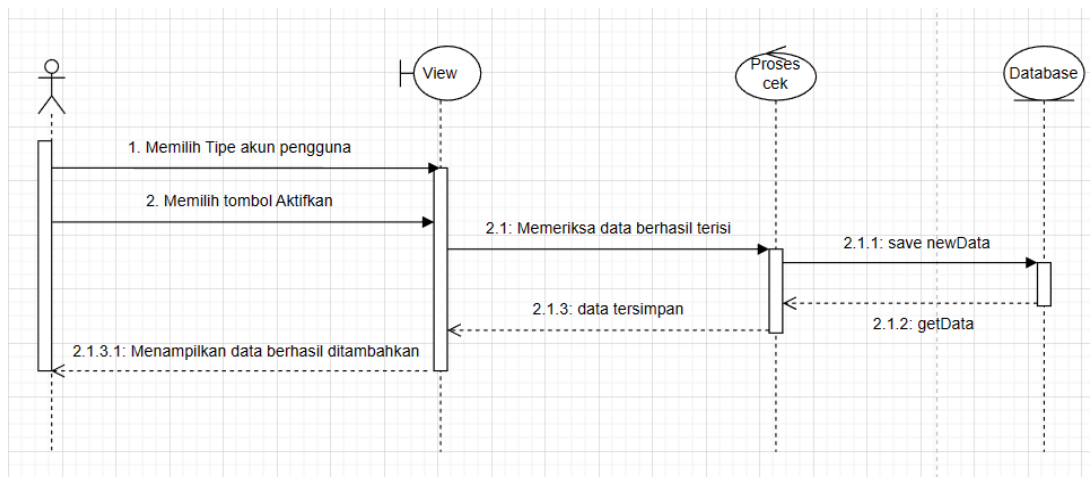 View
Proses
cek
Database
1. Memilih Tipe akun pengguna
2. Memilih tombol Aktifkan
2.1: Memeriksa data berhasil terisi
2.1.1: save newData
2.1.2: getData
2.1.3: data tersimpan
2.1.3.1: Menampilkan data berhasil ditambahkan